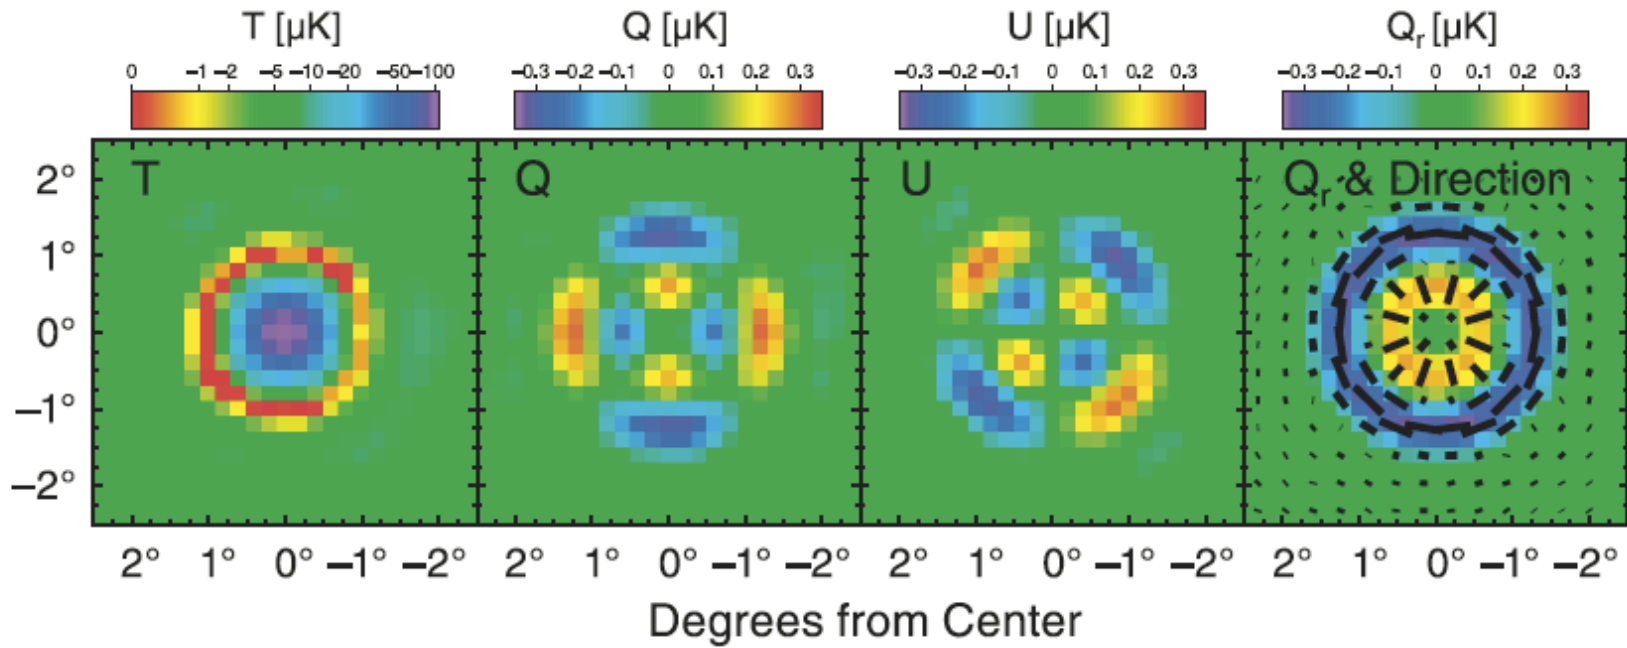 T [µK] Q [µK] U [µK] Qr [µK]
0 −1 −2 −5 −10 −20 −50 −100 −0.3 −0.2 −0.1 0 0.1 0.2 0.3 −0.3 −0.2 −0.1 0 0.1 0.2 0.3 −0.3 −0.2 −0.1 0 0.1 0.2 0.3
2° T Q U Qr & Direction
1°
0°
−1°
−2°
2° 1° 0° −1° −2° 2° 1° 0° −1° −2° 2° 1° 0° −1° −2° 2° 1° 0° −1° −2°
Degrees from Center